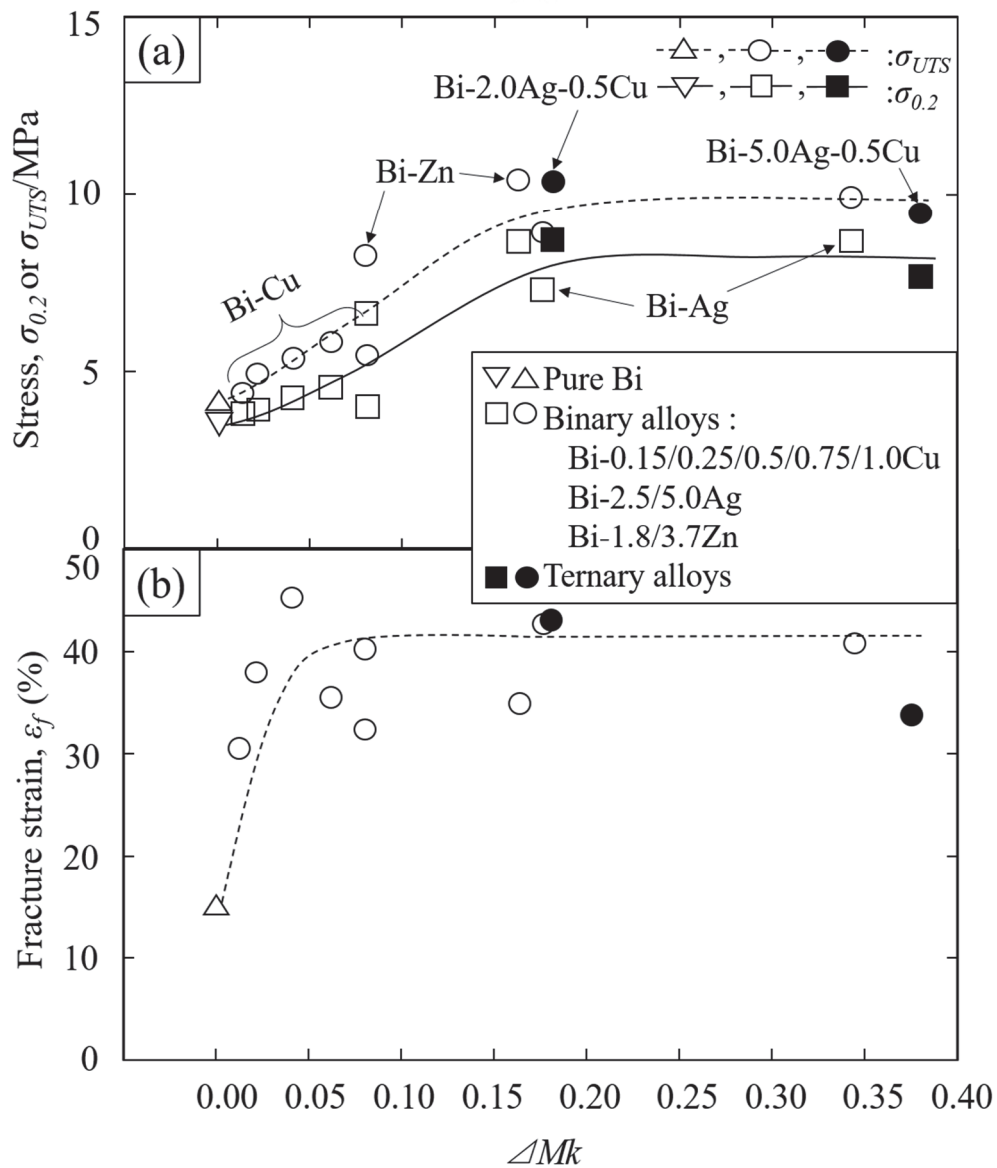 15
(a)
△, ○, ● :σUTS
Bi-2.0Ag-0.5Cu
▽, □, ■ :σ0.2
Bi-5.0Ag-0.5Cu
Bi-Zn
10
Stress, σ0.2 or σUTS/MPa
Bi-Cu
Bi-Ag
5
▽△ Pure Bi
□○ Binary alloys :
Bi-0.15/0.25/0.5/0.75/1.0Cu
Bi-2.5/5.0Ag
Bi-1.8/3.7Zn
■● Ternary alloys
0
50
(b)
40
30
Fracture strain, εf (%)
20
10
0
0.00 0.05 0.10 0.15 0.20 0.25 0.30 0.35 0.40
⊿Mk